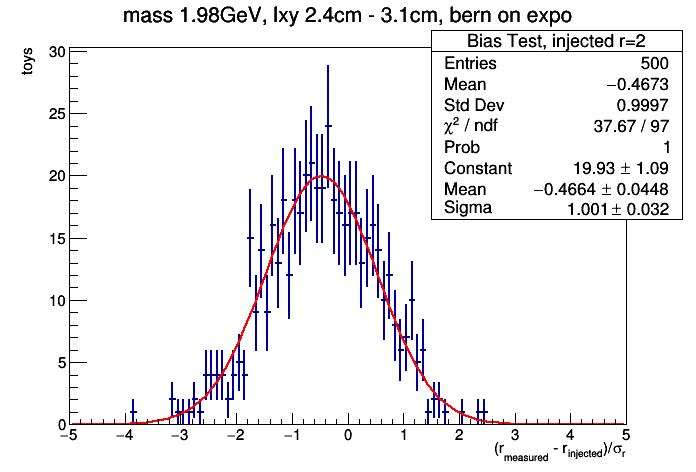 mass 1.98GeV, lxy 2.4cm - 3.1cm, bern on expo
toys
Bias Test, injected r=2
Entries 500
Mean −0.4673
Std Dev 0.9997
χ² / ndf 37.67 / 97
Prob 1
Constant 19.93 ± 1.09
Mean −0.4664 ± 0.0448
Sigma 1.001 ± 0.032
30
25
20
15
10
5
0
−5 −4 −3 −2 −1 0 1 2 3 4 5
(r_measured - r_injected)/σ_r